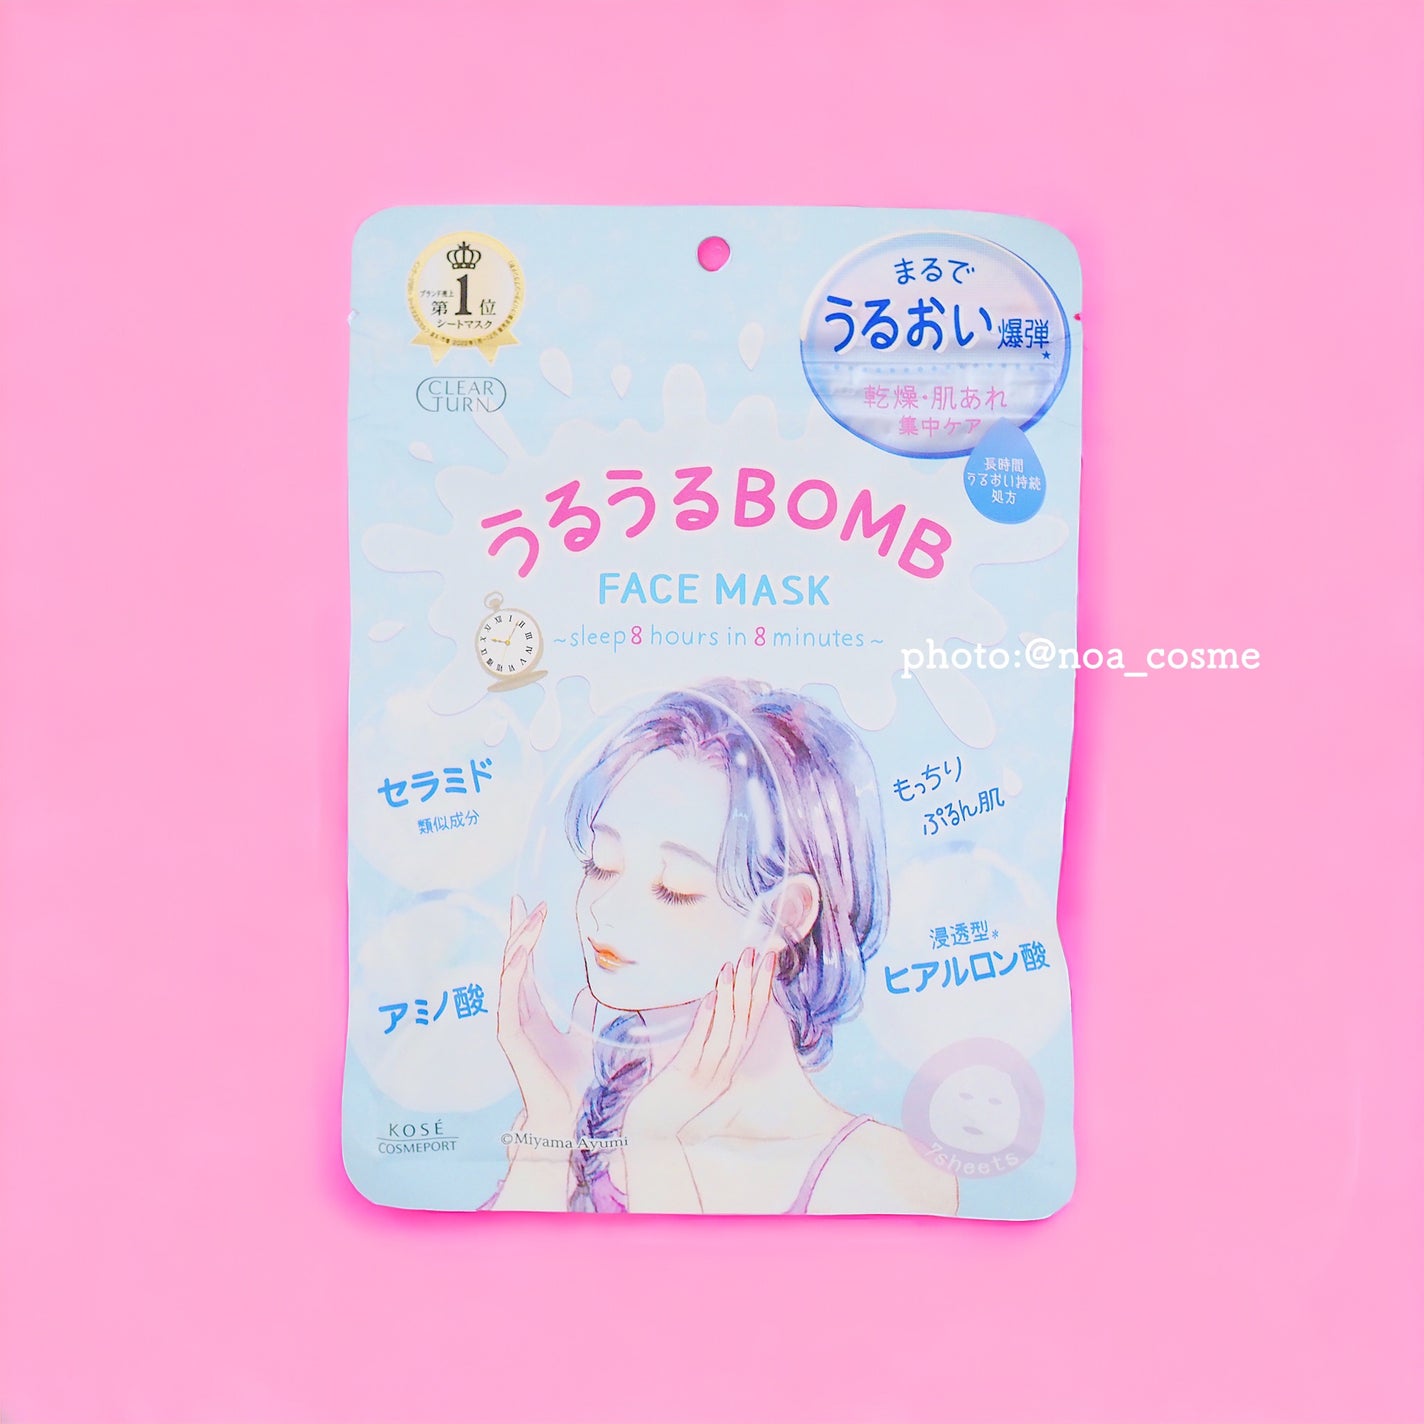 ブランド売上
第1位
シートマスク
CLEAR
TURN
まるで
うるおい爆弾
★
乾燥・肌あれ
集中ケア
長時間
うるおい持続
処方
うるうるBOMB
FACE MASK
~sleep 8 hours in 8 minutes~
photo:@noa_cosme
セラミド
類似成分
もっちり
ぷるん肌
アミノ酸
浸透型*
ヒアルロン酸
KOSÉ
COSMEPORT
©Miyama Ayumi
7sheets